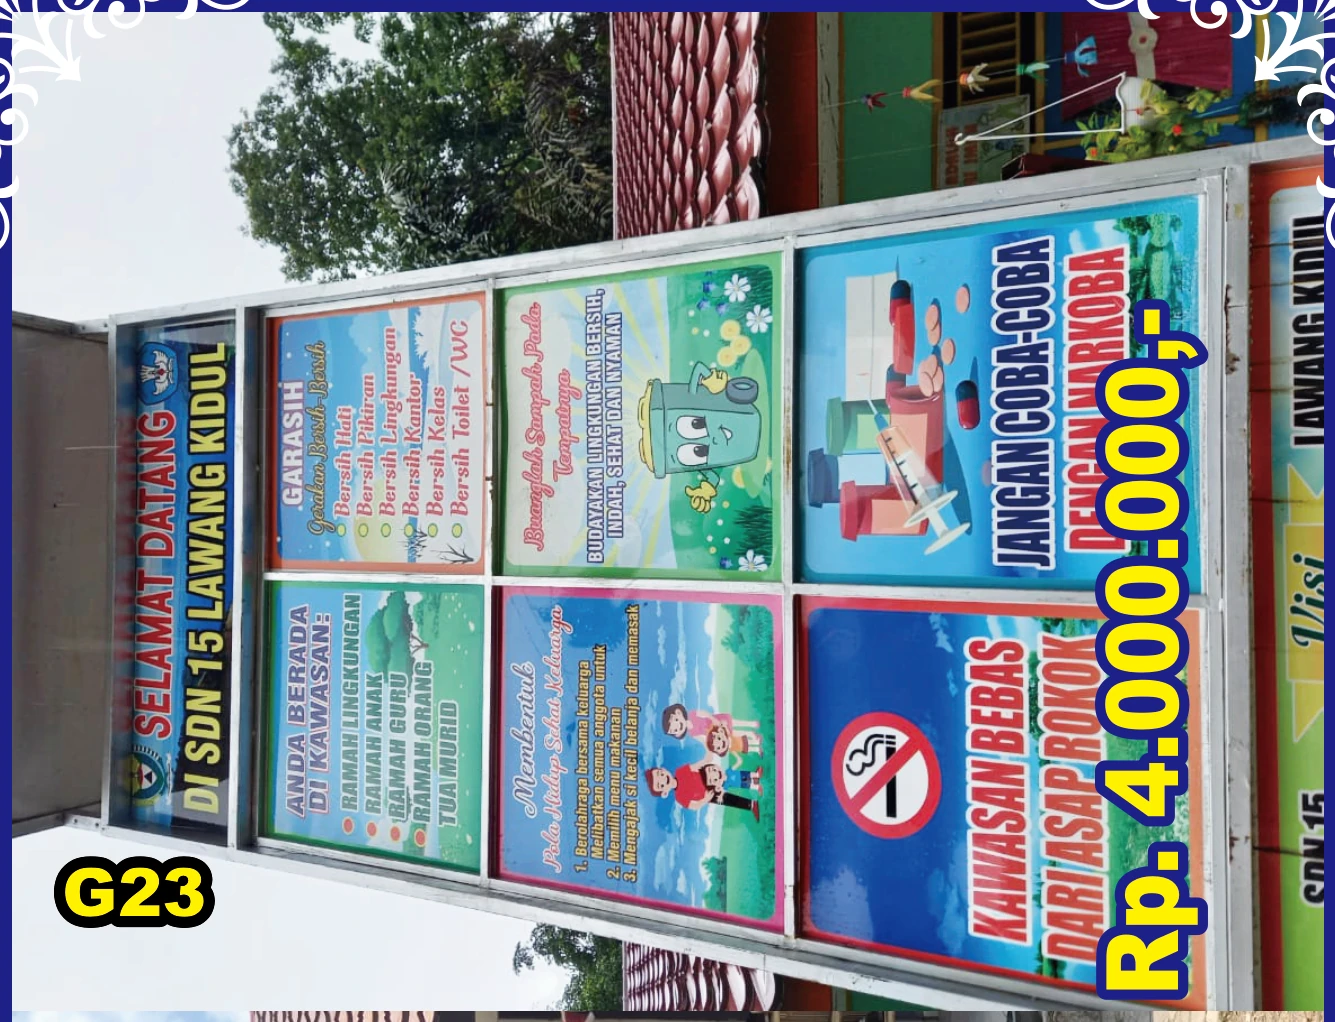 SELAMAT DATANG
DI SDN 15 LAWANG KIDUL
ANDA BERADA
DI KAWASAN:
RAMAH LINGKUNGAN
RAMAH ANAK
RAMAH GURU
RAMAH ORANG
TUA MURID
GARASIH
Gerakan Bersih-Bersih
Bersih Hati
Bersih Pikiran
Bersih Lingkungan
Bersih Kantor
Bersih Kelas
Bersih Toilet /WC
Membentuk
Pola Hidup Sehat Keluarga
1. Berolahraga bersama keluarga
Meribatkan semua anggota untuk
2. Memilih menu makanan
3. Mengajak si kecil belanja dan memasak
Buanglah Sampah Pada
Tempatnya
BUDAYAKAN LINGKUNGAN BERSIH,
INDAH, SEHAT DAN NYAMAN
KAWASAN BEBAS
DARI ASAP ROKOK
JANGAN COBA-COBA
DENGAN NARKOBA
SDN 15 LAWANG KIDUL
Visi
G23
Rp. 4.000.000,-